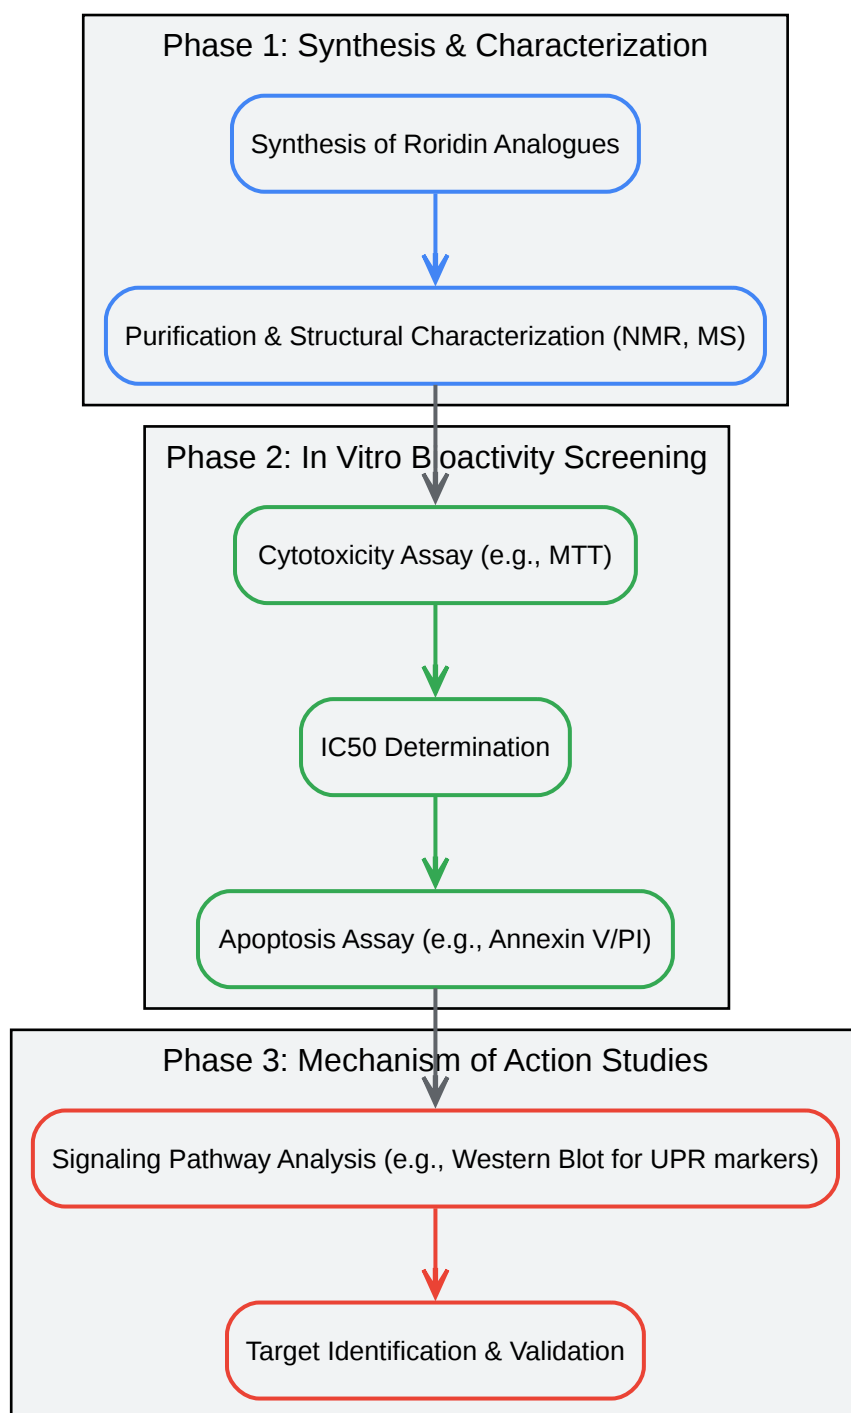 Phase 1: Synthesis & Characterization
Synthesis of Roridin Analogues
Purification & Structural Characterization (NMR, MS)
Phase 2: In Vitro Bioactivity Screening
Cytotoxicity Assay (e.g., MTT)
IC50 Determination
Apoptosis Assay (e.g., Annexin V/PI)
Phase 3: Mechanism of Action Studies
Signaling Pathway Analysis (e.g., Western Blot for UPR markers)
Target Identification & Validation